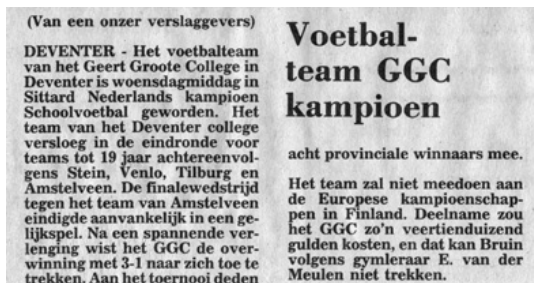 (Van een onzer verslaggevers)
DEVENTER - Het voetbalteam
van het Geert Groote College in
Deventer is woensdagmiddag in
Sittard Nederlands kampioen
Schoolvoetbal geworden. Het
team van het Deventer college
versloeg in de eindronde voor
teams tot 19 jaar achtereenvol-
gens Stein, Venlo, Tilburg en
Amstelveen. De finalewedstrijd
tegen het team van Amstelveen
eindigde aanvankelijk in een ge-
lijkspel. Na een spannende ver-
lenging wist het GGC de over-
winning met 3-1 naar zich toe te
trekken. Aan het toernooi deden
Voetbal-
team GGC
kampioen
acht provinciale winnaars mee.
Het team zal niet meedoen aan
de Europese kampioenschap-
pen in Finland. Deelname zou
het GGC zo'n veertienduizend
gulden kosten, en dat kan Bruin
volgens gymleraar E. van der
Meulen niet trekken.